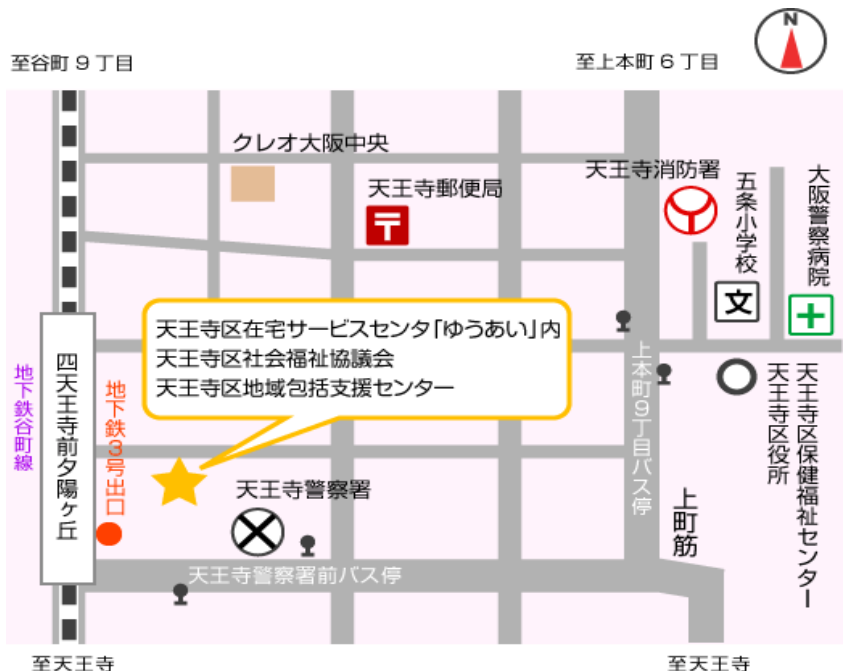 至谷町9丁目
至上本町6丁目
N
クレオ大阪中央
天王寺郵便局
天王寺消防署
五条小学校
大阪警察病院
文
天王寺区在宅サービスセンタ「ゆうあい」内
天王寺区社会福祉協議会
天王寺区地域包括支援センター
地下鉄谷町線
四天王寺前夕陽ヶ丘
地下鉄3号出口
上本町9丁目バス停
天王寺区保健福祉センター
天王寺区役所
天王寺警察署
上町筋
天王寺警察署前バス停
至天王寺
至天王寺